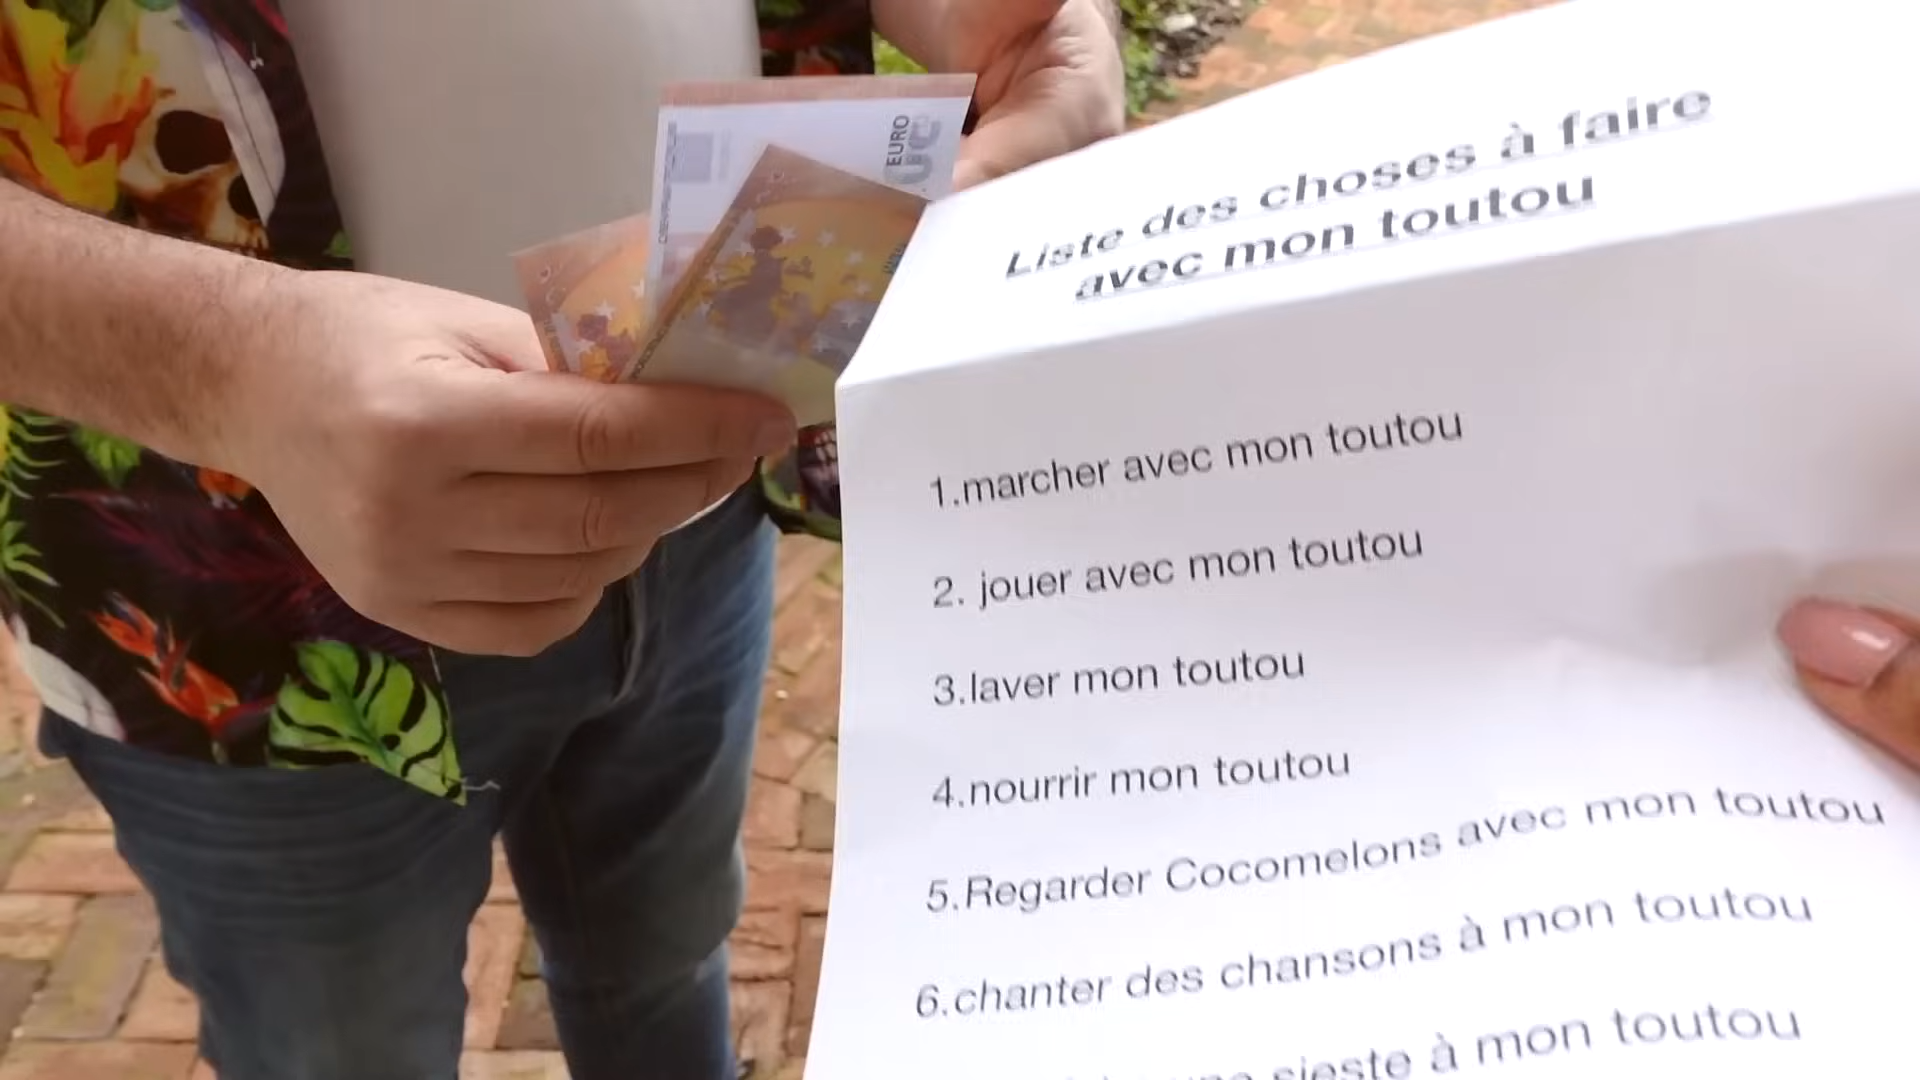 EURO
Liste des choses à faire
avec mon toutou
1.marcher avec mon toutou
2. jouer avec mon toutou
3.laver mon toutou
4.nourrir mon toutou
5.Regarder Cocomelons avec mon toutou
6.chanter des chansons à mon toutou
sieste à mon toutou